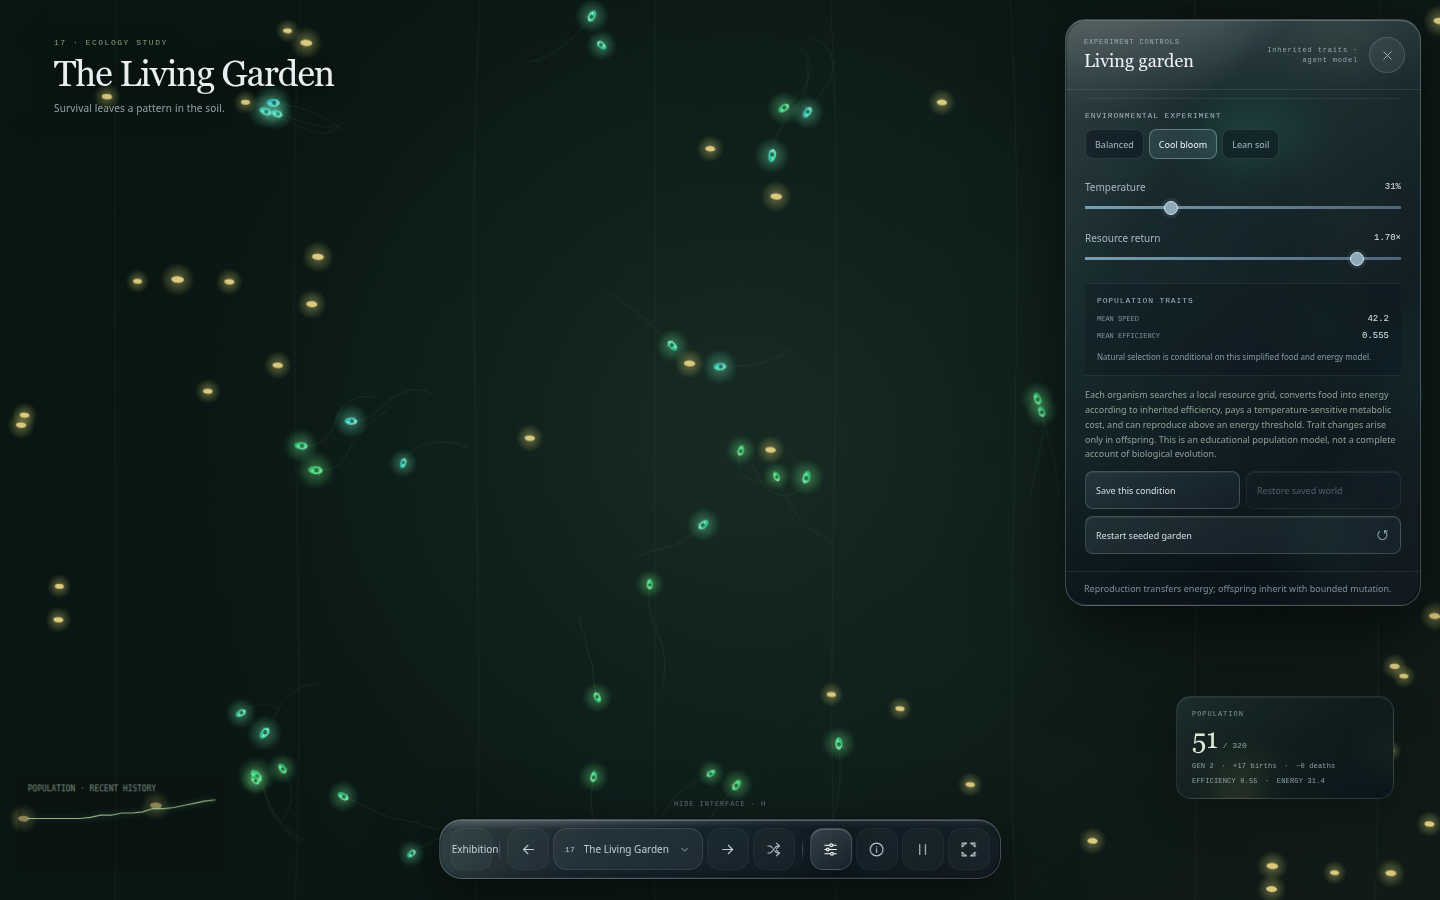 17 · ECOLOGY STUDY
The Living Garden
Survival leaves a pattern in the soil.
EXPERIMENT CONTROLS
Living garden
Inherited traits ·
agent model
ENVIRONMENTAL EXPERIMENT
Balanced
Cool bloom
Lean soil
Temperature
31%
Resource return
1.70×
POPULATION TRAITS
MEAN SPEED
42.2
MEAN EFFICIENCY
0.555
Natural selection is conditional on this simplified food and energy model.
Each organism searches a local resource grid, converts food into energy
according to inherited efficiency, pays a temperature-sensitive metabolic
cost, and can reproduce above an energy threshold. Trait changes arise
only in offspring. This is an educational population model, not a complete
account of biological evolution.
Save this condition
Restore saved world
Restart seeded garden
Reproduction transfers energy; offspring inherit with bounded mutation.
POPULATION
51 / 320
GEN 2 · +17 births · −0 deaths
EFFICIENCY 0.55 · ENERGY 31.4
POPULATION · RECENT HISTORY
HIDE INTERFACE · H
Exhibition
17 The Living Garden